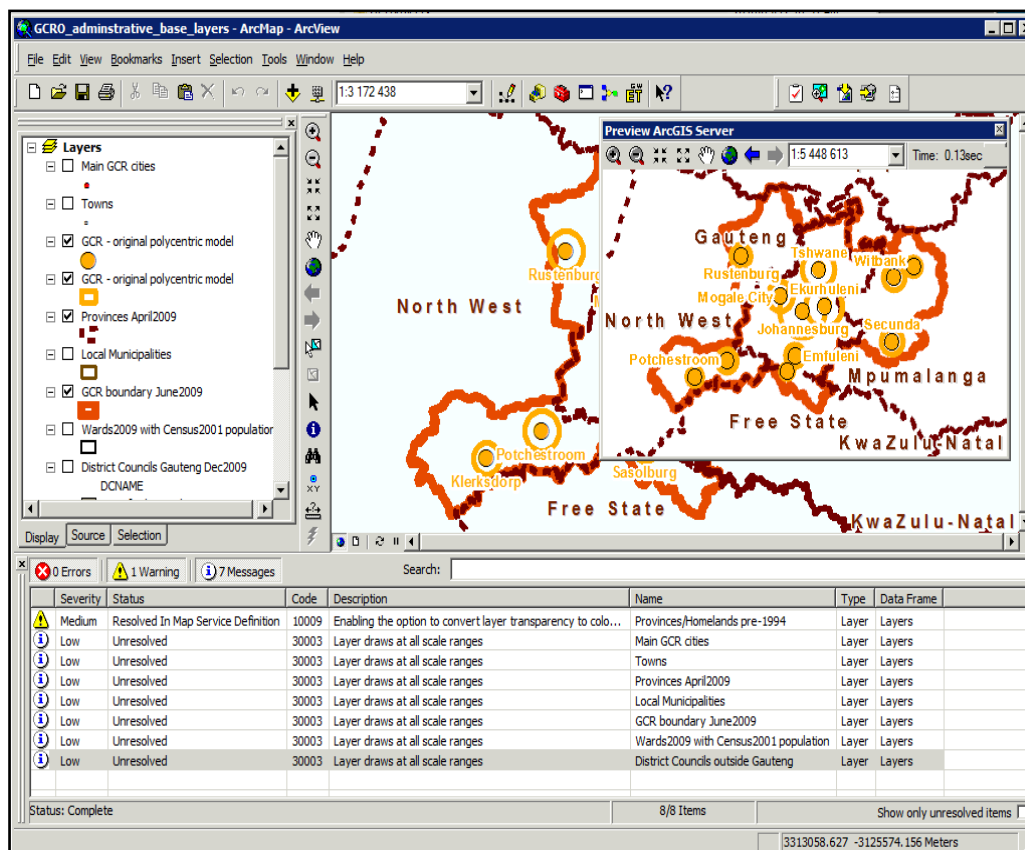 GCRO_adminstrative_base_layers - ArcMap - ArcView
File Edit View Bookmarks Insert Selection Tools Window Help
1:3 172 438
Layers
Main GCR cities
Towns
GCR - original polycentric model
GCR - original polycentric model
Provinces April2009
Local Municipalities
GCR boundary June2009
Wards2009 with Census2001 population
District Councils Gauteng Dec2009
DCNAME
Display Source Selection
XY
Rustenburg
North West
Potchestroom
Klerksdorp
Sasolburg
Free State
KwaZulu-Natal
Preview ArcGIS Server
1:5 448 613 Time: 0.13sec
Gauteng
Tshwane
Witbank
Rustenburg
Ekurhuleni
Mogale City
North West
Johannesburg
Secunda
Potchestroom
Emfuleni
Mpumalanga
Free State
KwaZulu-Natal
0 Errors 1 Warning 7 Messages Search:
Severity Status Code Description Name Type Data Frame
Medium Resolved In Map Service Definition 10009 Enabling the option to convert layer transparency to colo... Provinces/Homelands pre-1994 Layer Layers
Low Unresolved 30003 Layer draws at all scale ranges Main GCR cities Layer Layers
Low Unresolved 30003 Layer draws at all scale ranges Towns Layer Layers
Low Unresolved 30003 Layer draws at all scale ranges Provinces April2009 Layer Layers
Low Unresolved 30003 Layer draws at all scale ranges Local Municipalities Layer Layers
Low Unresolved 30003 Layer draws at all scale ranges GCR boundary June2009 Layer Layers
Low Unresolved 30003 Layer draws at all scale ranges Wards2009 with Census2001 population Layer Layers
Low Unresolved 30003 Layer draws at all scale ranges District Councils outside Gauteng Layer Layers
Status: Complete 8/8 Items Show only unresolved items
3313058.627 -3125574.156 Meters